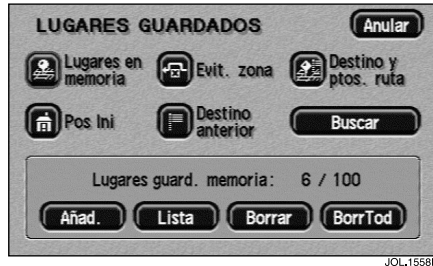 LUGARES GUARDADOS
Anular
Lugares en
memoria
Evit. zona
Destino y
ptos. ruta
Pos Ini
Destino
anterior
Buscar
Lugares guard. memoria: 6 / 100
Añad.
Lista
Borrar
BorrTod
JOL.1558I